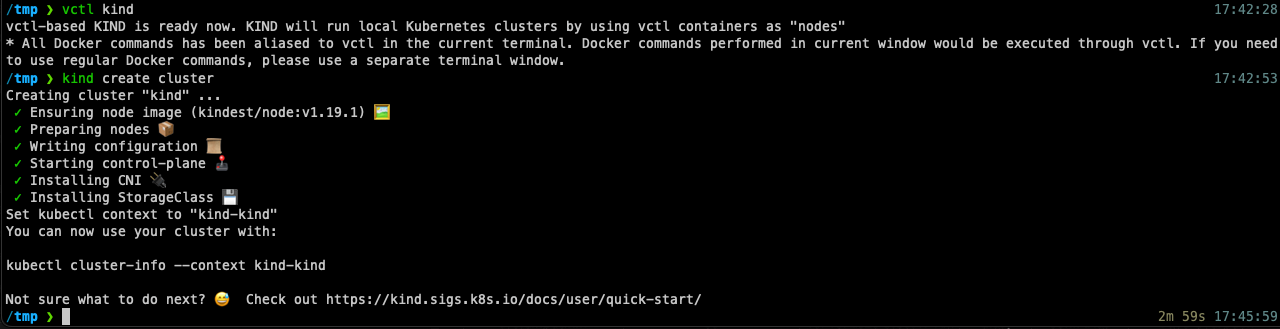 /tmp ❯ vctl kind 17:42:28
vctl-based KIND is ready now. KIND will run local Kubernetes clusters by using vctl containers as "nodes"
* All Docker commands has been aliased to vctl in the current terminal. Docker commands performed in current window would be executed through vctl. If you need
to use regular Docker commands, please use a separate terminal window.
/tmp ❯ kind create cluster 17:42:53
Creating cluster "kind" ...
✓ Ensuring node image (kindest/node:v1.19.1) 🖼
✓ Preparing nodes 📦
✓ Writing configuration 📜
✓ Starting control-plane 🕹
✓ Installing CNI 🔌
✓ Installing StorageClass 💾
Set kubectl context to "kind-kind"
You can now use your cluster with:
kubectl cluster-info --context kind-kind
Not sure what to do next? 😅 Check out https://kind.sigs.k8s.io/docs/user/quick-start/
/tmp ❯ 2m 59s 17:45:59